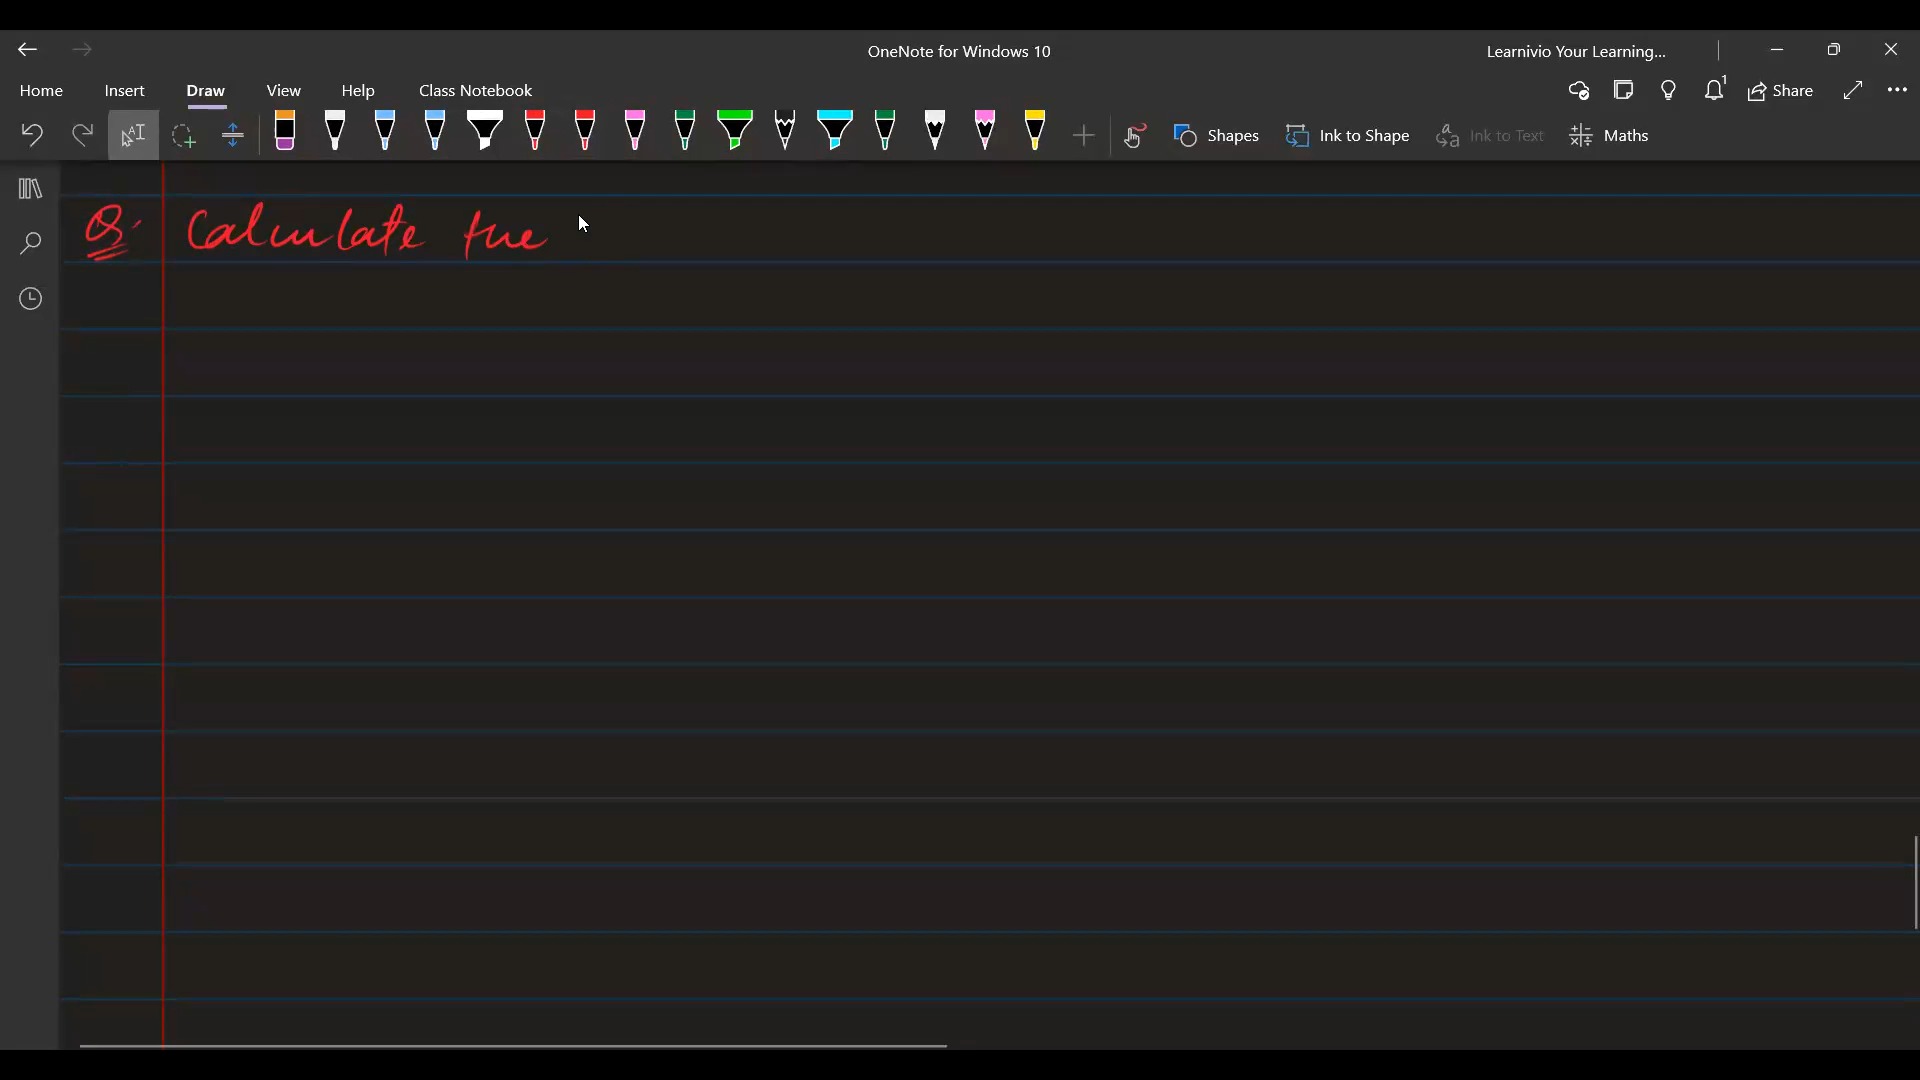 OneNote for Windows 10
Learnivio Your Learning...
Home Insert Draw View Help Class Notebook
1
Share
Shapes Ink to Shape Ink to Text Maths
Q. Calculate the